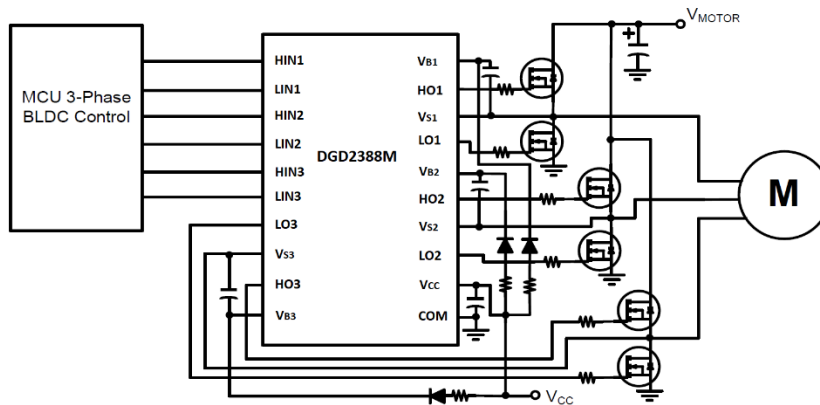 V_MOTOR
MCU 3-Phase
BLDC Control
DGD2388M
HIN1
LIN1
HIN2
LIN2
HIN3
LIN3
LO3
VS3
HO3
VB3
VB1
HO1
VS1
LO1
VB2
HO2
VS2
LO2
VCC
COM
M
VCC